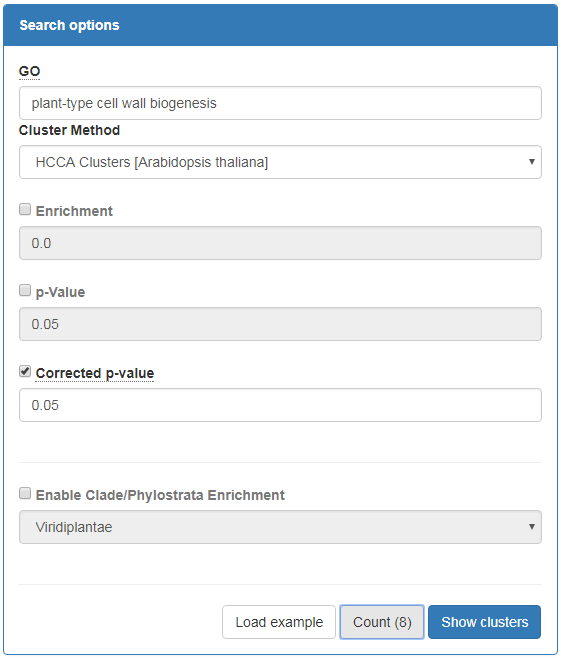 Search options
GO
plant-type cell wall biogenesis
Cluster Method
HCCA Clusters [Arabidopsis thaliana]
Enrichment
0.0
p-Value
0.05
Corrected p-value
0.05
Enable Clade/Phylostrata Enrichment
Viridiplantae
Load example Count (8) Show clusters